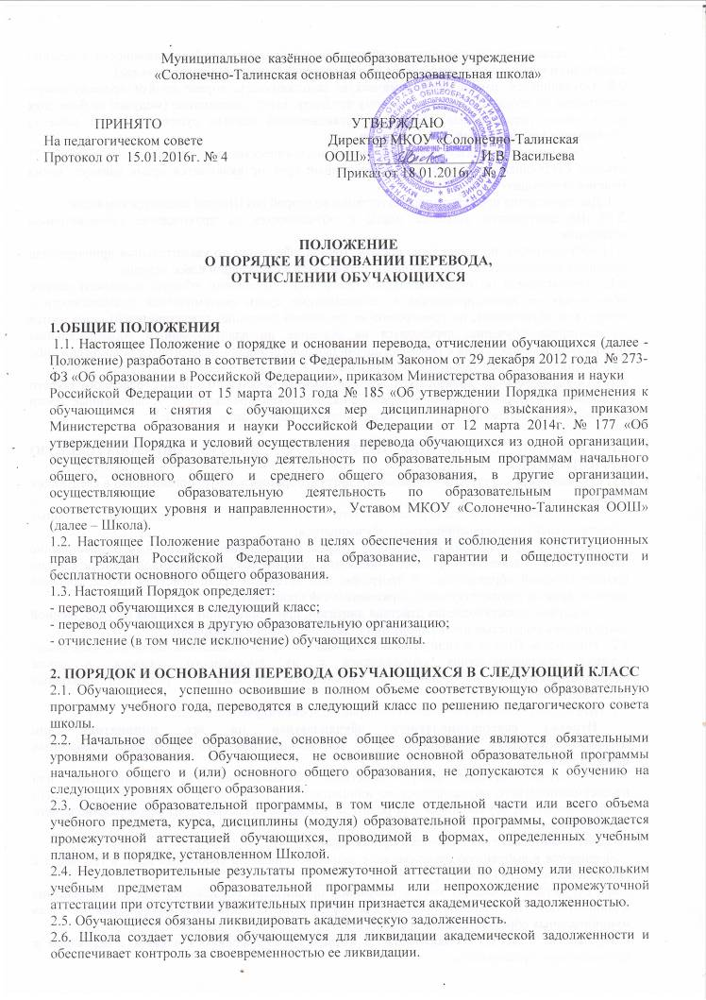 Муниципальное казённое общеобразовательное учреждение
«Солонечно-Талинская основная общеобразовательная школа»
ПРИНЯТО УТВЕРЖДАЮ
На педагогическом совете Директор МКОУ «Солонечно-Талинская
Протокол от 15.01.2016г. № 4 ООШ»: И.В. Васильева
Приказ от 18.01.2016г. № 2
ПОЛОЖЕНИЕ
О ПОРЯДКЕ И ОСНОВАНИИ ПЕРЕВОДА,
ОТЧИСЛЕНИИ ОБУЧАЮЩИХСЯ
1.ОБЩИЕ ПОЛОЖЕНИЯ
1.1. Настоящее Положение о порядке и основании перевода, отчислении обучающихся (далее -
Положение) разработано в соответствии с Федеральным Законом от 29 декабря 2012 года № 273-
ФЗ «Об образовании в Российской Федерации», приказом Министерства образования и науки
Российской Федерации от 15 марта 2013 года № 185 «Об утверждении Порядка применения к
обучающимся и снятия с обучающихся мер дисциплинарного взыскания», приказом
Министерства образования и науки Российской Федерации от 12 марта 2014г. № 177 «Об
утверждении Порядка и условий осуществления перевода обучающихся из одной организации,
осуществляющей образовательную деятельность по образовательным программам начального
общего, основного общего и среднего общего образования, в другие организации,
осуществляющие образовательную деятельность по образовательным программам
соответствующих уровня и направленности», Уставом МКОУ «Солонечно-Талинская ООШ»
(далее – Школа).
1.2. Настоящее Положение разработано в целях обеспечения и соблюдения конституционных
прав граждан Российской Федерации на образование, гарантии и общедоступности и
бесплатности основного общего образования.
1.3. Настоящий Порядок определяет:
- перевод обучающихся в следующий класс;
- перевод обучающихся в другую образовательную организацию;
- отчисление (в том числе исключение) обучающихся школы.
2. ПОРЯДОК И ОСНОВАНИЯ ПЕРЕВОДА ОБУЧАЮЩИХСЯ В СЛЕДУЮЩИЙ КЛАСС
2.1. Обучающиеся, успешно освоившие в полном объеме соответствующую образовательную
программу учебного года, переводятся в следующий класс по решению педагогического совета
школы.
2.2. Начальное общее образование, основное общее образование являются обязательными
уровнями образования. Обучающиеся, не освоившие основной образовательной программы
начального общего и (или) основного общего образования, не допускаются к обучению на
следующих уровнях общего образования.
2.3. Освоение образовательной программы, в том числе отдельной части или всего объема
учебного предмета, курса, дисциплины (модуля) образовательной программы, сопровождается
промежуточной аттестацией обучающихся, проводимой в формах, определенных учебным
планом, и в порядке, установленном Школой.
2.4. Неудовлетворительные результаты промежуточной аттестации по одному или нескольким
учебным предметам образовательной программы или непрохождение промежуточной
аттестации при отсутствии уважительных причин признается академической задолженностью.
2.5. Обучающиеся обязаны ликвидировать академическую задолженность.
2.6. Школа создает условия обучающемуся для ликвидации академической задолженности и
обеспечивает контроль за своевременностью ее ликвидации.